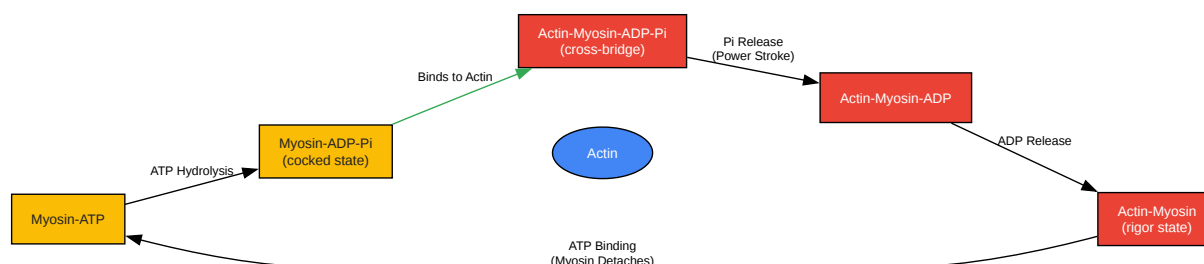 Actin-Myosin-ADP-Pi
(cross-bridge)
Pi Release
(Power Stroke)
Binds to Actin
Actin-Myosin-ADP
Myosin-ADP-Pi
(cocked state)
Actin
ADP Release
ATP Hydrolysis
Myosin-ATP
Actin-Myosin
(rigor state)
ATP Binding
(Myosin Detaches)